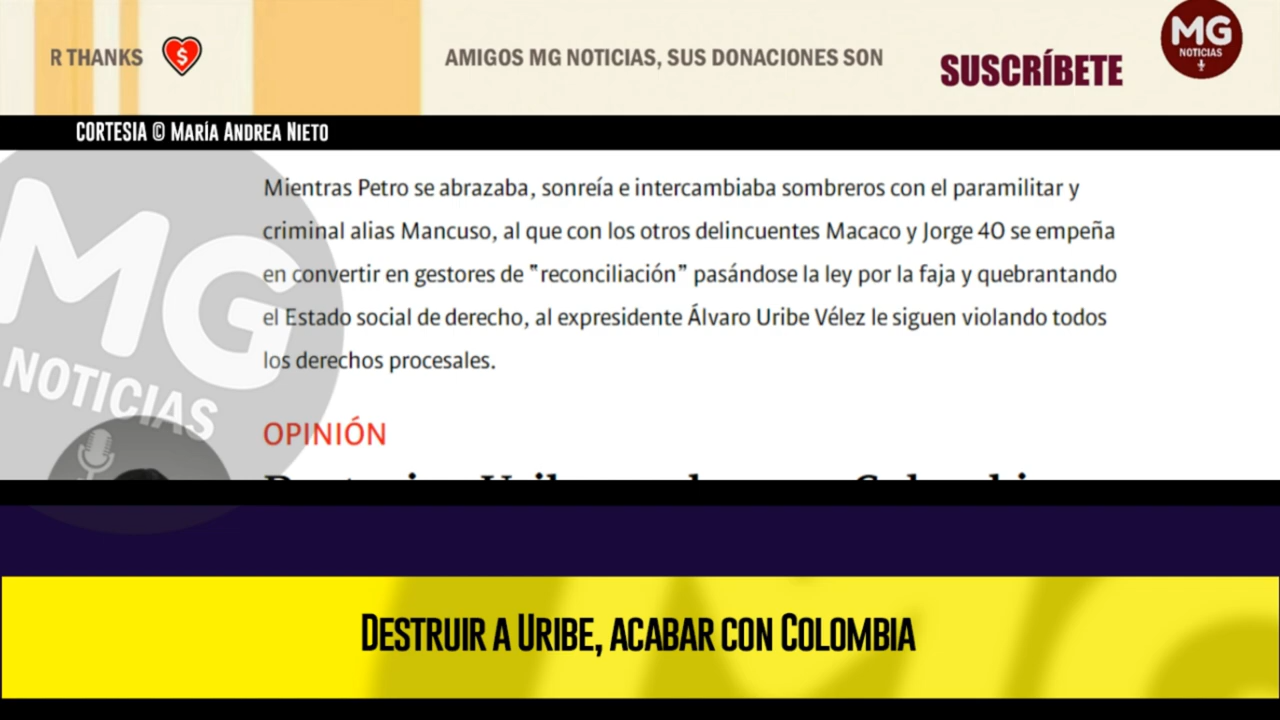 R THANKS
AMIGOS MG NOTICIAS, SUS DONACIONES SON
SUSCRÍBETE
MG
NOTICIAS
CORTESIA © MARÍA ANDREA NIETO
Mientras Petro se abrazaba, sonreía e intercambiaba sombreros con el paramilitar y
criminal alias Mancuso, al que con los otros delincuentes Macaco y Jorge 40 se empeña
en convertir en gestores de "reconciliación" pasándose la ley por la faja y quebrantando
el Estado social de derecho, al expresidente Álvaro Uribe Vélez le siguen violando todos
los derechos procesales.
MG
NOTICIAS
OPINIÓN
DESTRUIR A URIBE, ACABAR CON COLOMBIA